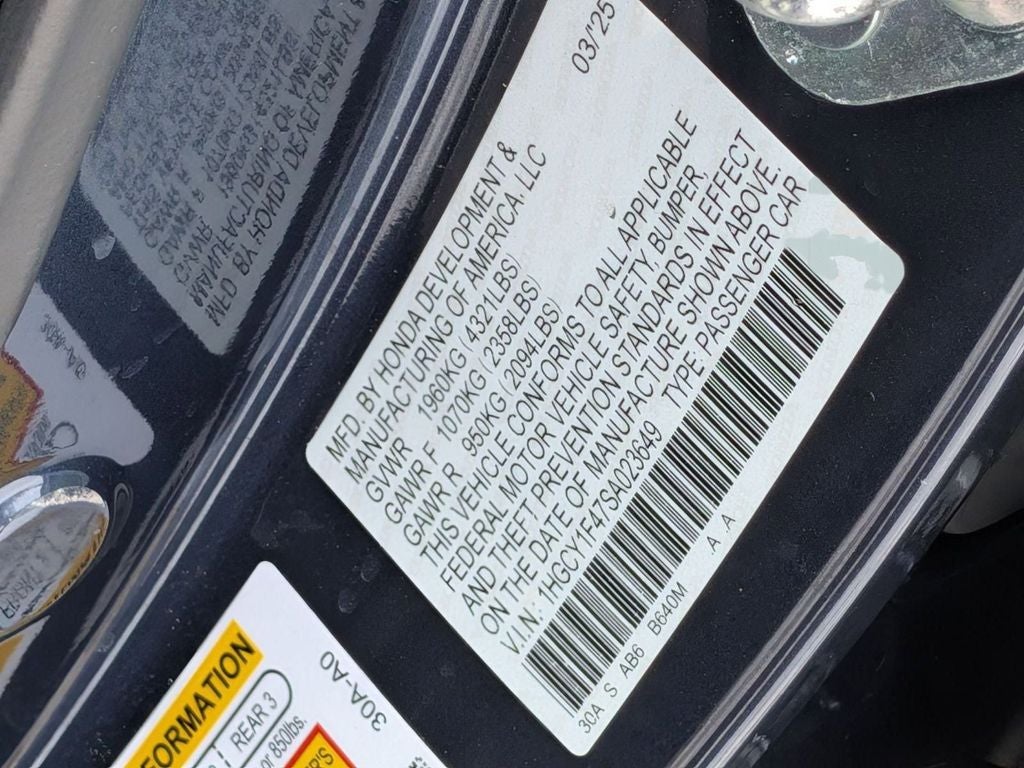 03/'25
MFD. BY HONDA DEVELOPMENT &
MANUFACTURING OF AMERICA. LLC
GVWR 1960KG( 4321LBS)
GAWR F 1070KG( 2358LBS)
GAWR R 950KG( 2094LBS)
THIS VEHICLE CONFORMS TO ALL APPLICABLE
FEDERAL MOTOR VEHICLE SAFETY, BUMPER,
AND THEFT PREVENTION STANDARDS IN EFFECT
ON THE DATE OF MANUFACTURE SHOWN ABOVE.
V.I.N: 1HGCY1F47SA023649 TYPE: PASSENGER CAR
30A S AB6 B640M A A
FORMATION
REAR 3
or 850lbs.
R'S
30A-A0